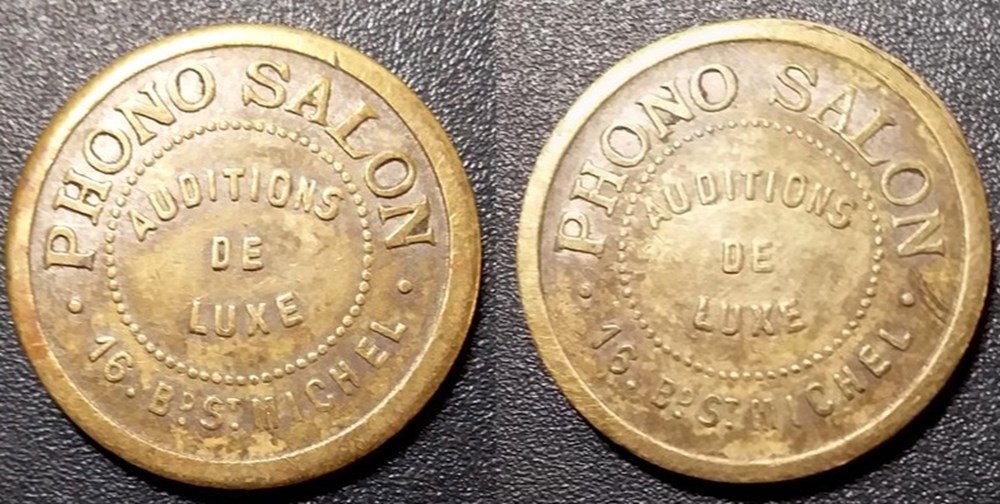 PHONO SALON
AUDITIONS
DE
LUXE
· 16. BD ST. MICHEL ·
PHONO SALON
AUDITIONS
DE
LUXE
· 16. BD ST. MICHEL ·